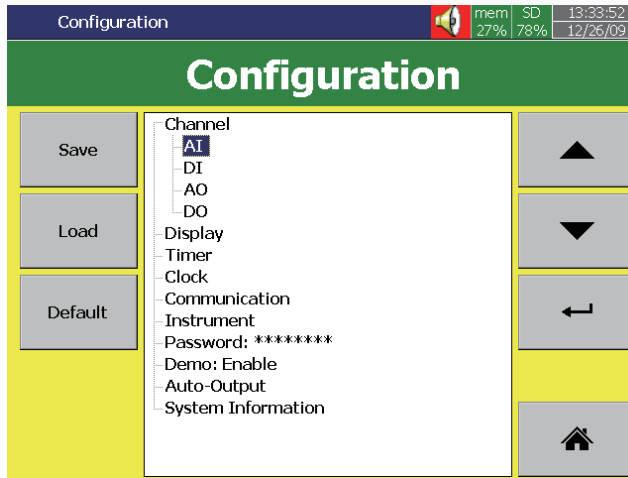 Configuration
mem SD 13:33:52
27% 78% 12/26/09
Configuration
Save
Load
Default
Channel
AI
DI
AO
DO
Display
Timer
Clock
Communication
Instrument
Password: ********
Demo: Enable
Auto-Output
System Information